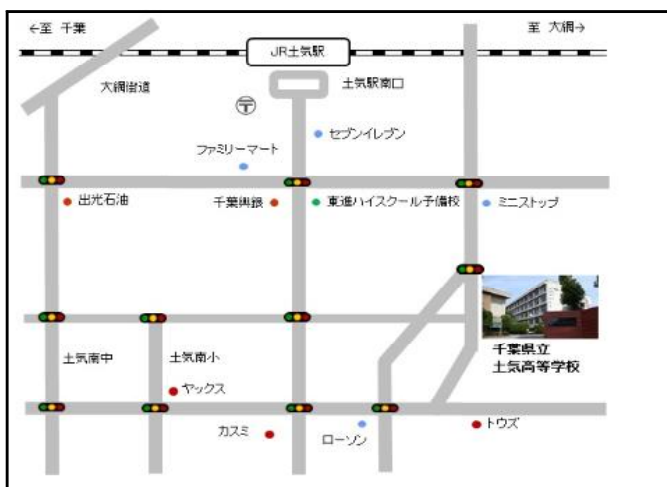 ←至 千葉
至 大網→
JR土気駅
大網街道
土気駅南口
〒
セブンイレブン
ファミリーマート
出光石油
千葉興銀
東進ハイスクール予備校
ミニストップ
千葉県立
土気高等学校
土気南中
土気南小
ヤックス
カスミ
ローソン
トウズ